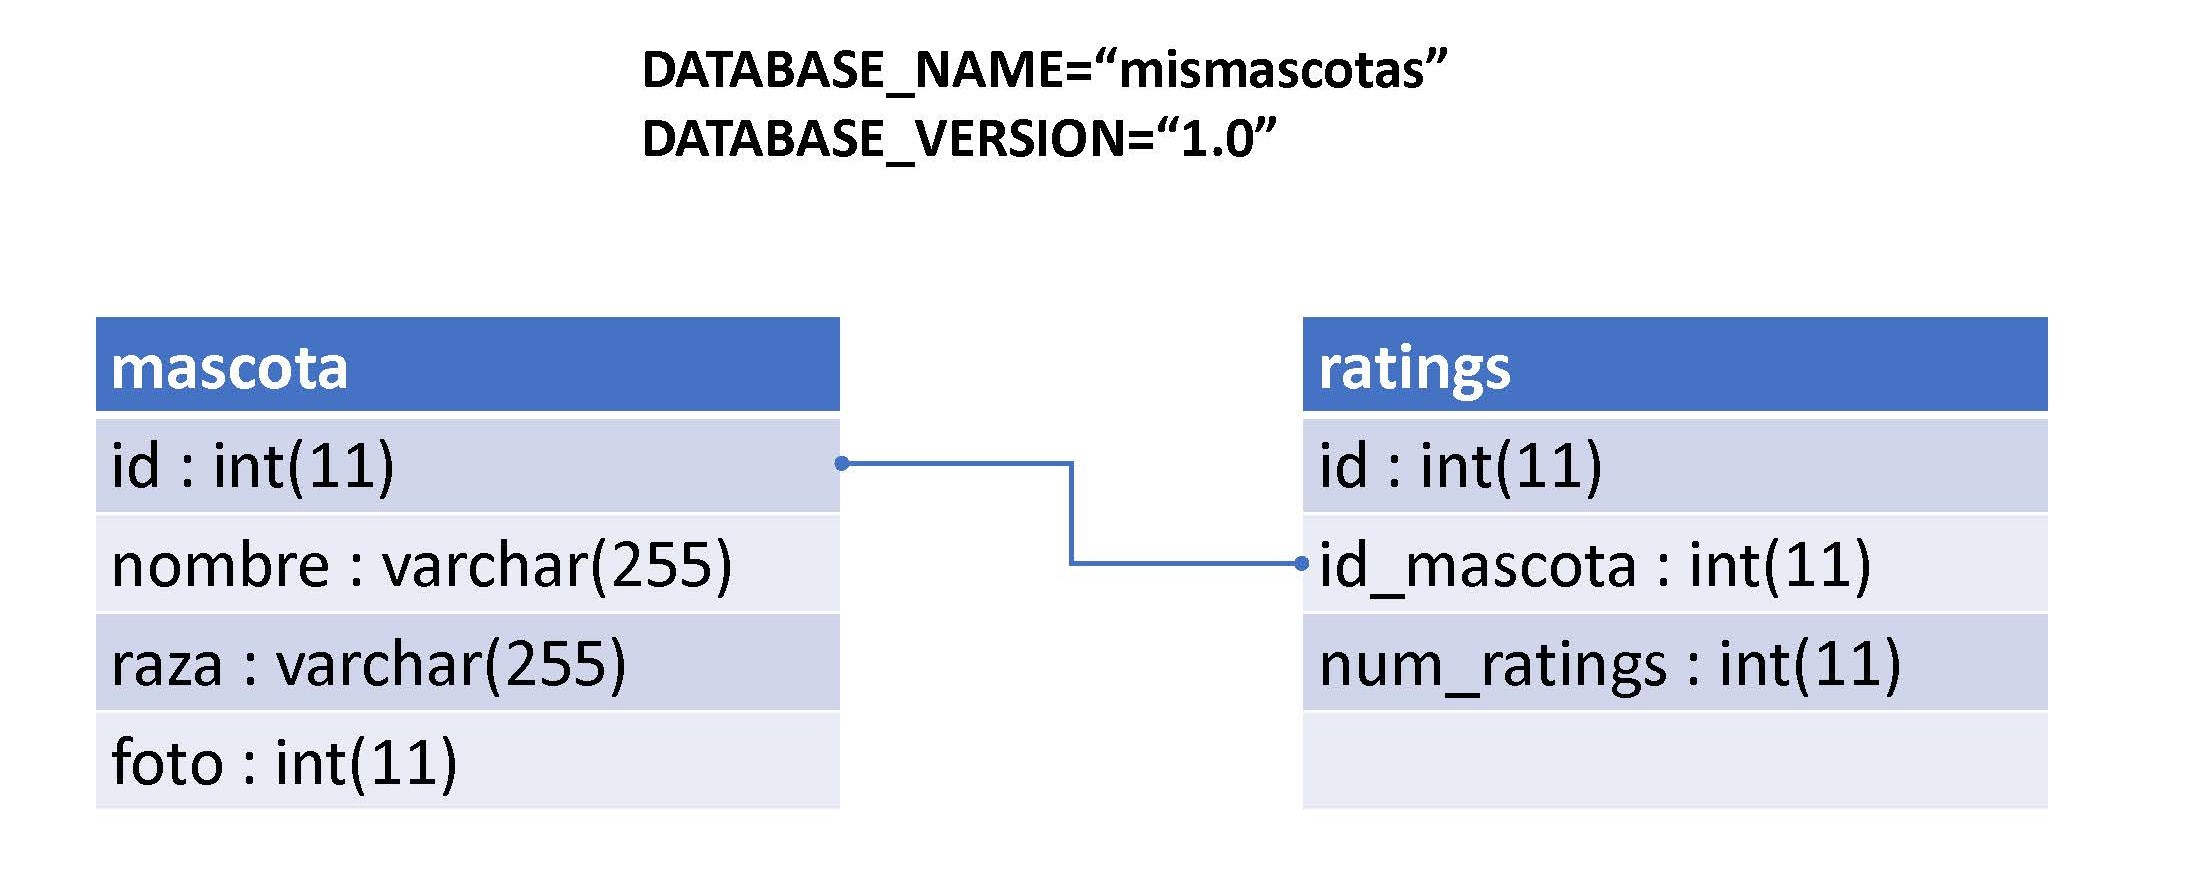 DATABASE_NAME=“mismascotas”
DATABASE_VERSION=“1.0”
mascota
id : int(11)
nombre : varchar(255)
raza : varchar(255)
foto : int(11)
ratings
id : int(11)
id_mascota : int(11)
num_ratings : int(11)